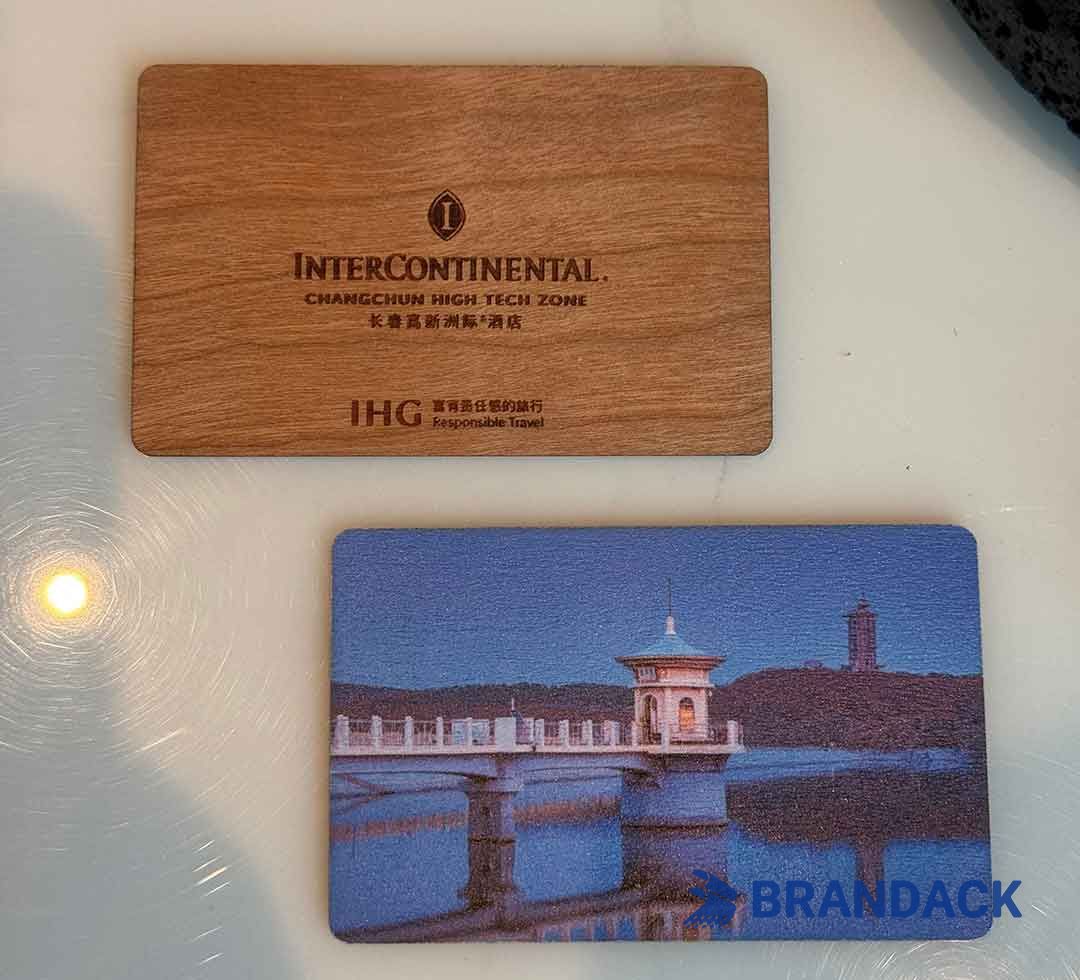 I
INTERCONTINENTAL.
CHANGCHUN HIGH TECH ZONE
长春高新洲际®酒店
IHG 富有责任感的旅行
Responsible Travel
BRANDACK